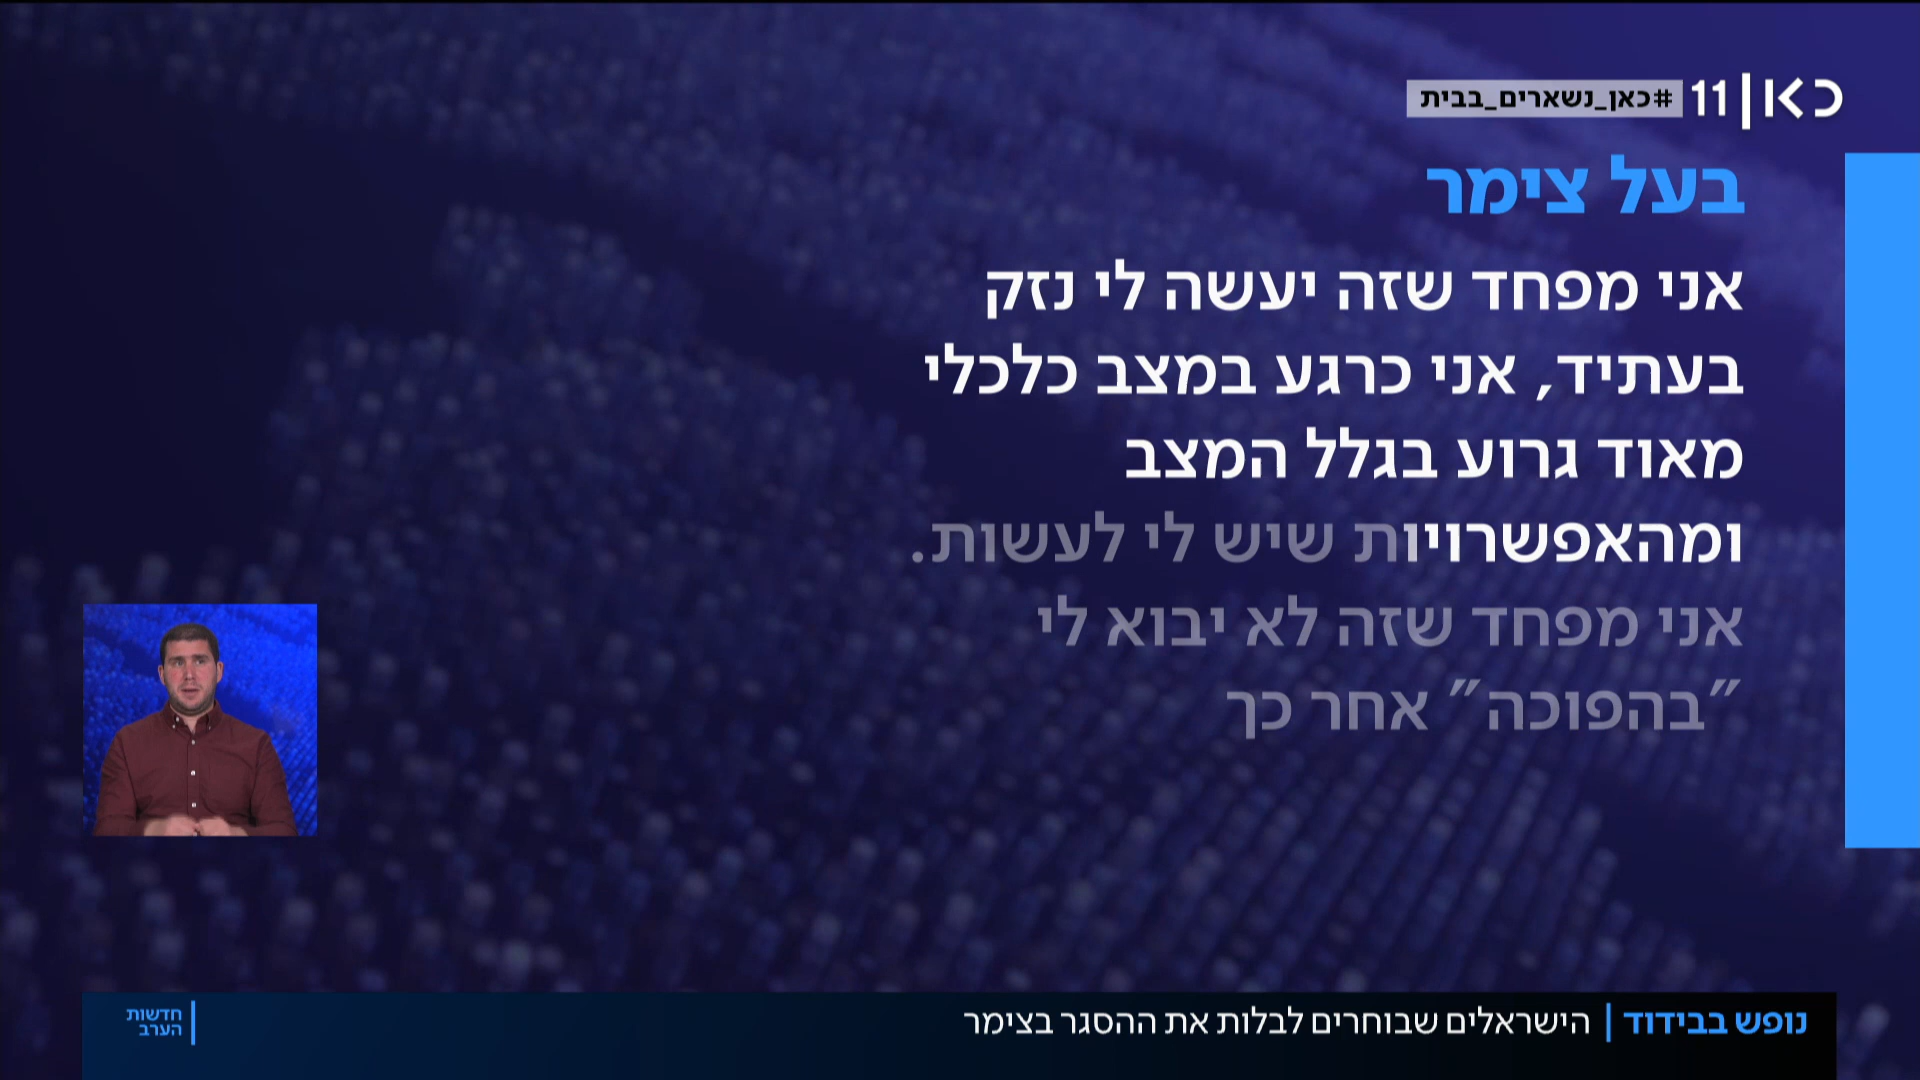 כאן | 11
#כאן_נשארים_בבית
בעל צימר
אני מפחד שזה יעשה לי נזק
בעתיד, אני כרגע במצב כלכלי
מאוד גרוע בגלל המצב
ומהאפשרויות שיש לי לעשות.
אני מפחד שזה לא יבוא לי
"בהפוכה" אחר כך
נופש בבידוד | הישראלים שבוחרים לבלות את ההסגר בצימר
חדשות
הערב